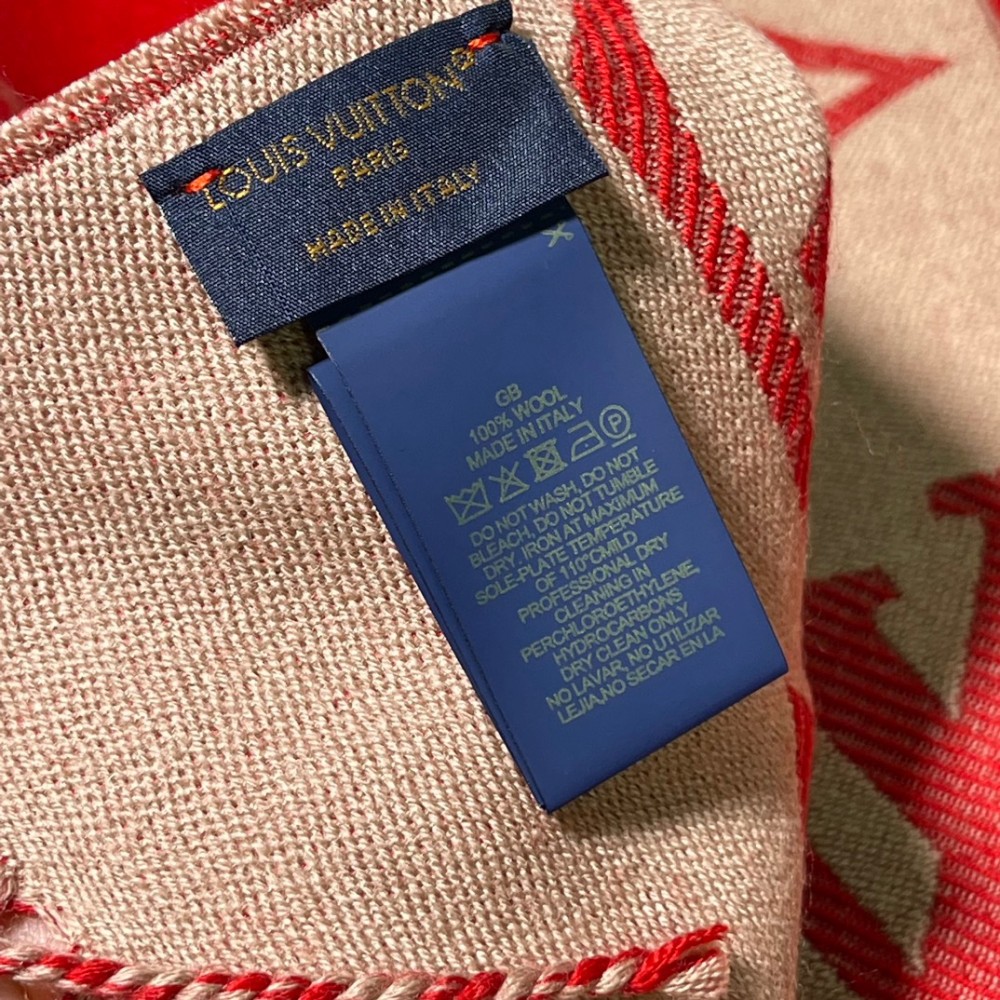 LOUIS VUITTON®
PARIS
MADE IN ITALY
GB
100% WOOL
MADE IN ITALY
P
DO NOT WASH, DO NOT
BLEACH, DO NOT TUMBLE
DRY, IRON AT MAXIMUM
SOLE-PLATE TEMPERATURE
OF 110°CMILD
PROFESSIONAL DRY
CLEANING IN
PERCHLOROETHYLENE,
HYDROCARBONS
DRY CLEAN ONLY
NO LAVAR, NO UTILIZAR
LEJIA,NO SECAR EN LA